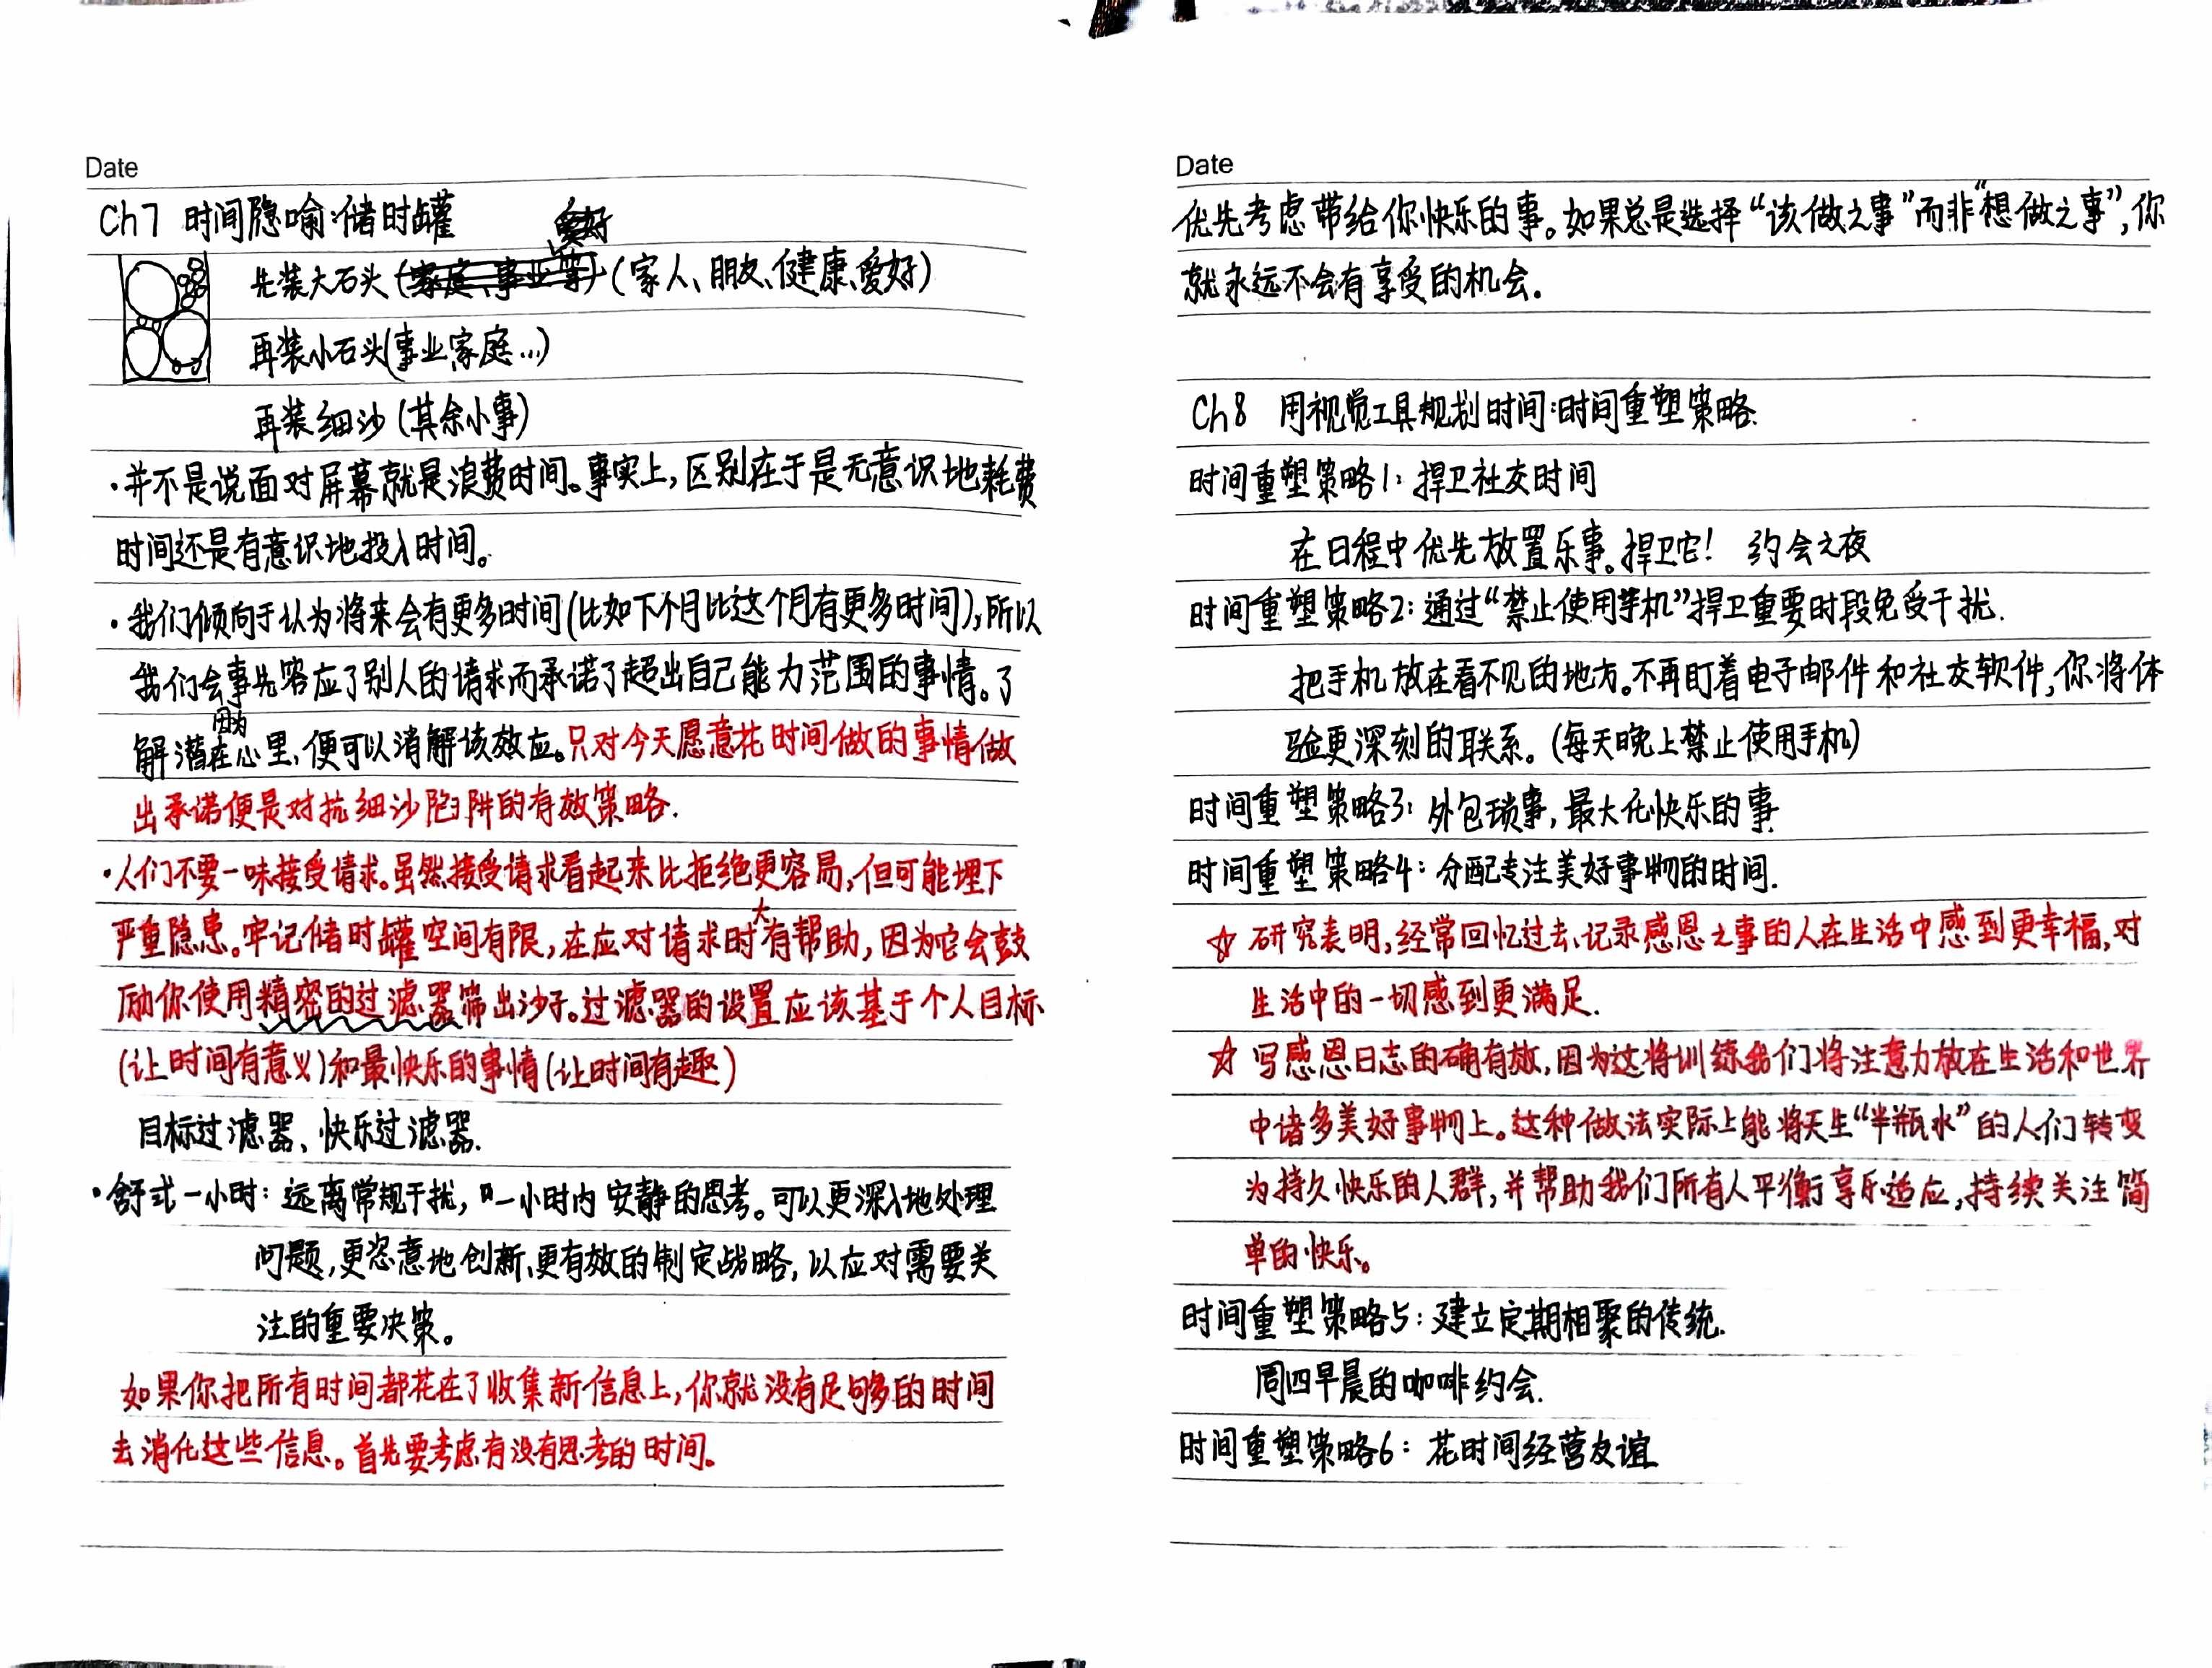 Date
Ch7 时间隐喻:储时罐
爱好
先装大石头(家庭、事业等)(家人、朋友、健康、爱好)
再装小石头(事业,家庭…)
再装细沙(其余小事)
·并不是说面对屏幕就是浪费时间。事实上,区别在于是无意识地耗费
时间还是有意识地投入时间。
·我们倾向于认为将来会有更多时间(比如下个月比这个月有更多时间),所以
我们会事先答应了别人的请求而承诺了超出自己能力范围的事情。了
因为
解潜在心里,便可以消解该效应。只对今天愿意花时间做的事情做
出承诺便是对抗细沙陷阱的有效策略.
·人们不要一味接受请求。虽然接受请求看起来比拒绝更容易,但可能埋下
严重隐患。牢记储时罐空间有限,在应对请求时大有帮助,因为它会鼓
励你使用精密的过滤器筛出沙子。过滤器的设置应该基于个人目标
(让时间有意义)和最快乐的事情(让时间有趣)
目标过滤器、快乐过滤器.
·舒式一小时:远离常规干扰,一小时内安静的思考。可以更深入地处理
问题,更恣意地创新,更有效的制定战略,以应对需要关
注的重要决策。
如果你把所有时间都花在了收集新信息上,你就没有足够多的时间
去消化这些信息。首先要考虑有没有思考的时间。
Date
优先考虑带给你快乐的事。如果总是选择“该做之事”而非“想做之事”,你
就永远不会有享受的机会.
Ch8 用视觉工具规划时间:时间重塑策略.
时间重塑策略1:捍卫社交时间
在日程中优先放置乐事。捍卫它! 约会之夜
时间重塑策略2:通过“禁止使用手机”捍卫重要时段免受干扰.
把手机放在看不见的地方。不再盯着电子邮件和社交软件,你将体
验更深刻的联系。(每天晚上禁止使用手机)
时间重塑策略3:外包琐事,最大化快乐的事
时间重塑策略4:分配专注美好事物的时间.
☆ 研究表明,经常回忆过去、记录感恩之事的人在生活中感到更幸福,对
生活中的一切感到更满足.
☆ 写感恩日志的确有效,因为这将训练我们将注意力放在生活和世界
中诸多美好事物上。这种做法实际上能将天生“半瓶水”的人们转变
为持久快乐的人群,并帮助我们所有人平衡享乐适应,持续关注简
单的快乐。
时间重塑策略5:建立定期相聚的传统.
周四早晨的咖啡约会.
时间重塑策略6:花时间经营友谊